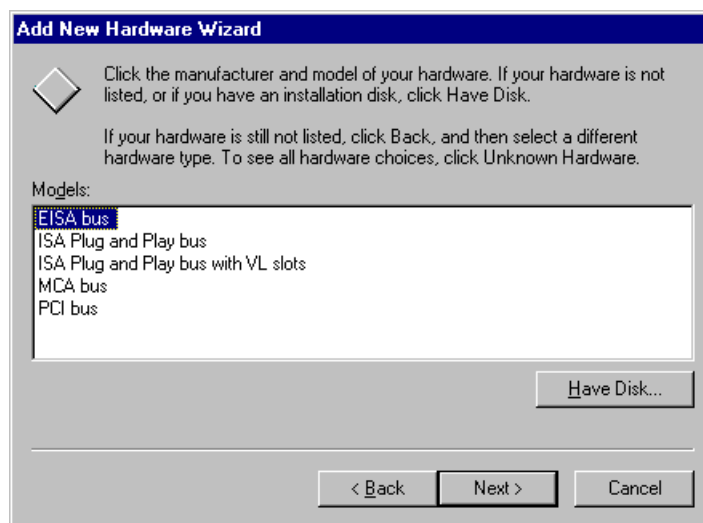 Add New Hardware Wizard
Click the manufacturer and model of your hardware. If your hardware is not
listed, or if you have an installation disk, click Have Disk.
If your hardware is still not listed, click Back, and then select a different
hardware type. To see all hardware choices, click Unknown Hardware.
Models:
EISA bus
ISA Plug and Play bus
ISA Plug and Play bus with VL slots
MCA bus
PCI bus
Have Disk...
< Back
Next >
Cancel